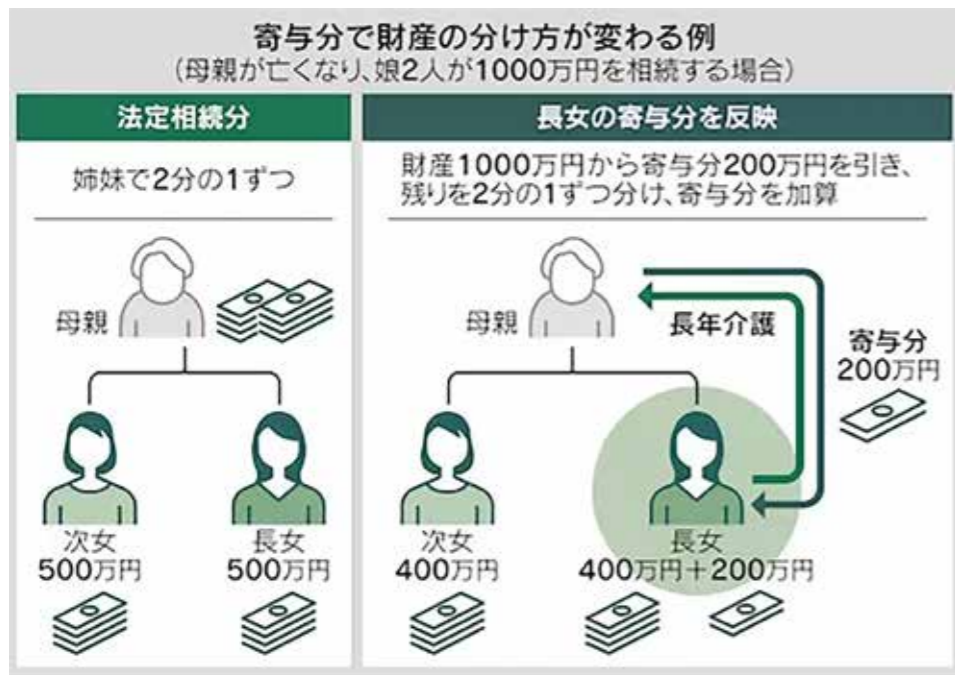 寄与分で財産の分け方が変わる例
(母親が亡くなり、娘2人が1000万円を相続する場合)
法定相続分
姉妹で2分の1ずつ
母親
次女
500万円
長女
500万円
長女の寄与分を反映
財産1000万円から寄与分200万円を引き、
残りを2分の1ずつ分け、寄与分を加算
母親
長年介護
寄与分
200万円
次女
400万円
長女
400万円+200万円